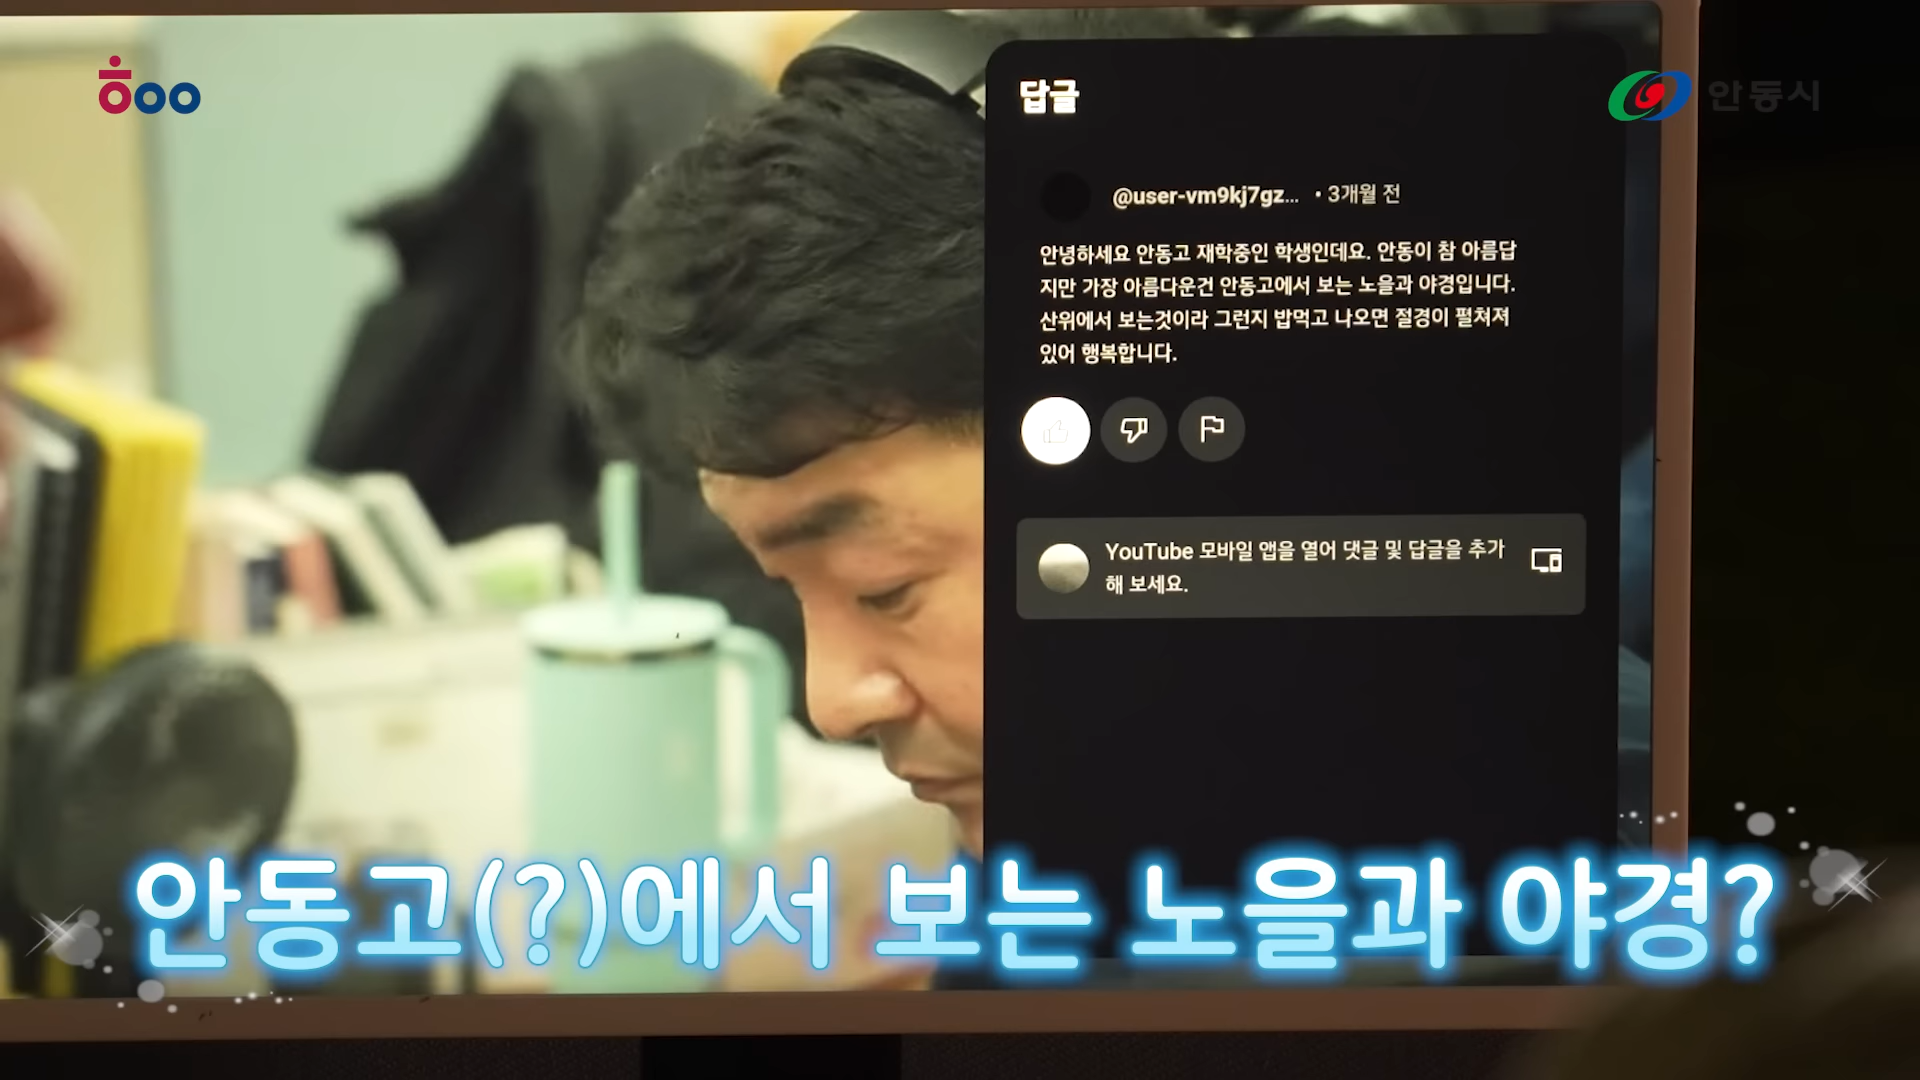 ㅎoo
안동시
답글
@user-vm9kj7gz... • 3개월 전
안녕하세요 안동고 재학중인 학생인데요. 안동이 참 아름답
지만 가장 아름다운건 안동고에서 보는 노을과 야경입니다.
산위에서 보는것이라 그런지 밥먹고 나오면 절경이 펼쳐져
있어 행복합니다.
YouTube 모바일 앱을 열어 댓글 및 답글을 추가
해 보세요.
안동고(?)에서 보는 노을과 야경?